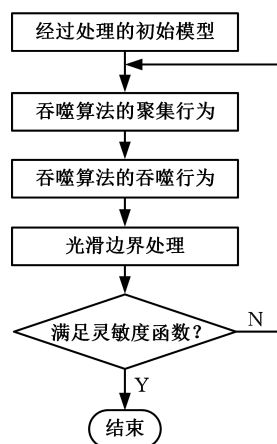 经过处理的初始模型
吞噬算法的聚集行为
吞噬算法的吞噬行为
光滑边界处理
满足灵敏度函数？
N
Y
结束